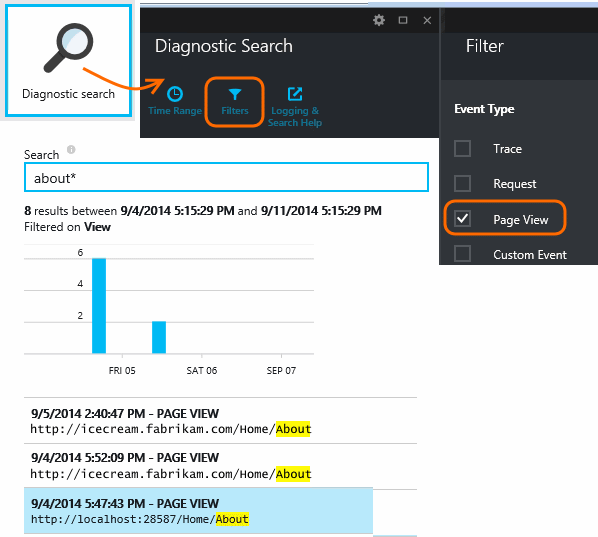 Diagnostic search
Diagnostic Search
Time Range
Filters
Logging &
Search Help
Filter
Event Type
Trace
Request
Page View
Custom Event
Search
about*
8 results between 9/4/2014 5:15:29 PM and 9/11/2014 5:15:29 PM
Filtered on View
6
4
2
FRI 05
SAT 06
SEP 07
9/5/2014 2:40:47 PM - PAGE VIEW
http://icecream.fabrikam.com/Home/About
9/4/2014 5:52:09 PM - PAGE VIEW
http://icecream.fabrikam.com/Home/About
9/4/2014 5:47:43 PM - PAGE VIEW
http://localhost:28587/Home/About